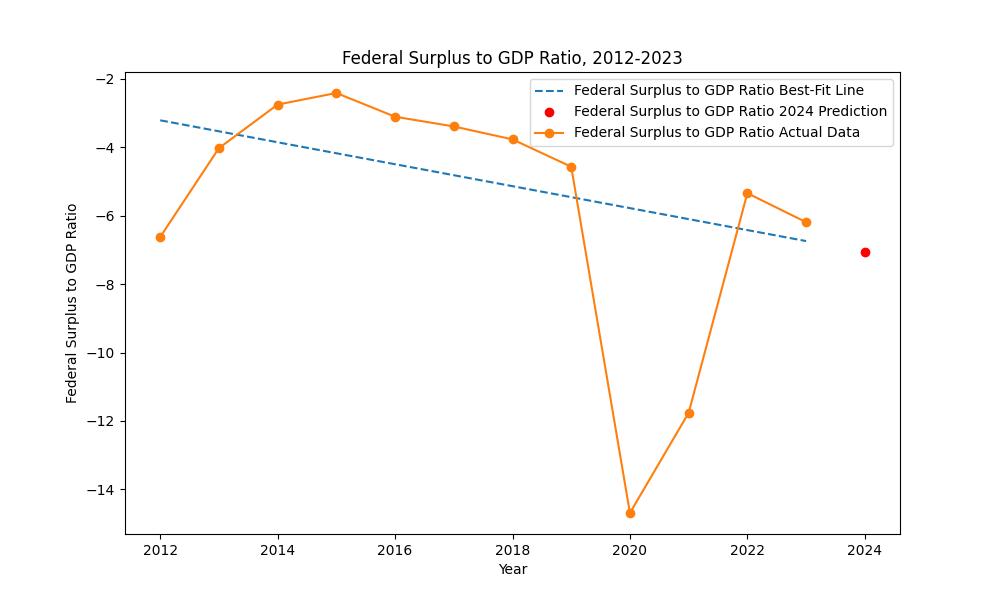 Federal Surplus to GDP Ratio, 2012-2023
Federal Surplus to GDP Ratio Best-Fit Line
Federal Surplus to GDP Ratio 2024 Prediction
Federal Surplus to GDP Ratio Actual Data
Federal Surplus to GDP Ratio
−2
−4
−6
−8
−10
−12
−14
2012
2014
2016
2018
2020
2022
2024
Year